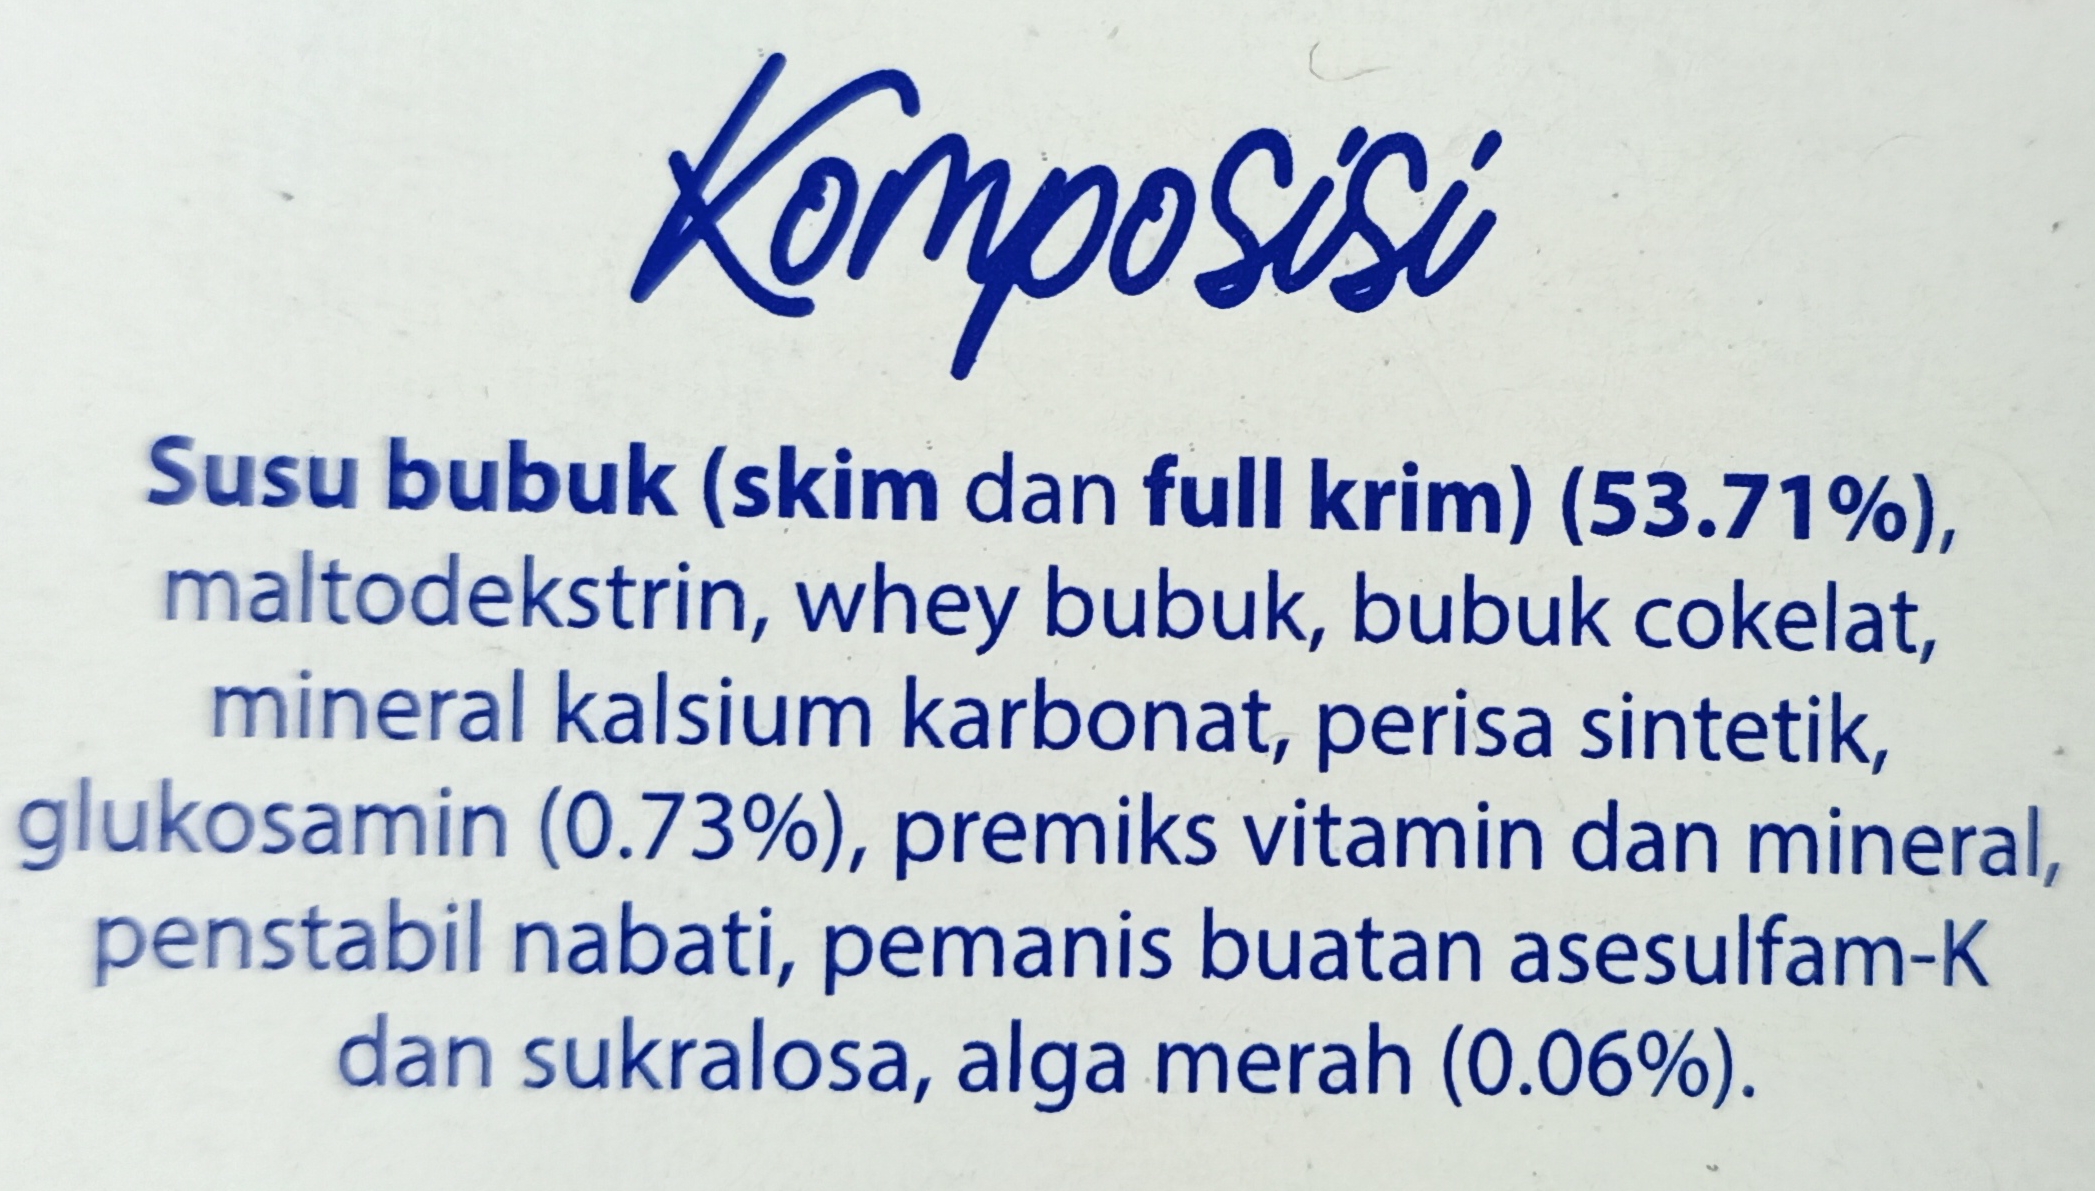 Komposisi
Susu bubuk (skim dan full krim) (53.71%),
maltodekstrin, whey bubuk, bubuk cokelat,
mineral kalsium karbonat, perisa sintetik,
glukosamin (0.73%), premiks vitamin dan mineral,
penstabil nabati, pemanis buatan asesulfam-K
dan sukralosa, alga merah (0.06%).